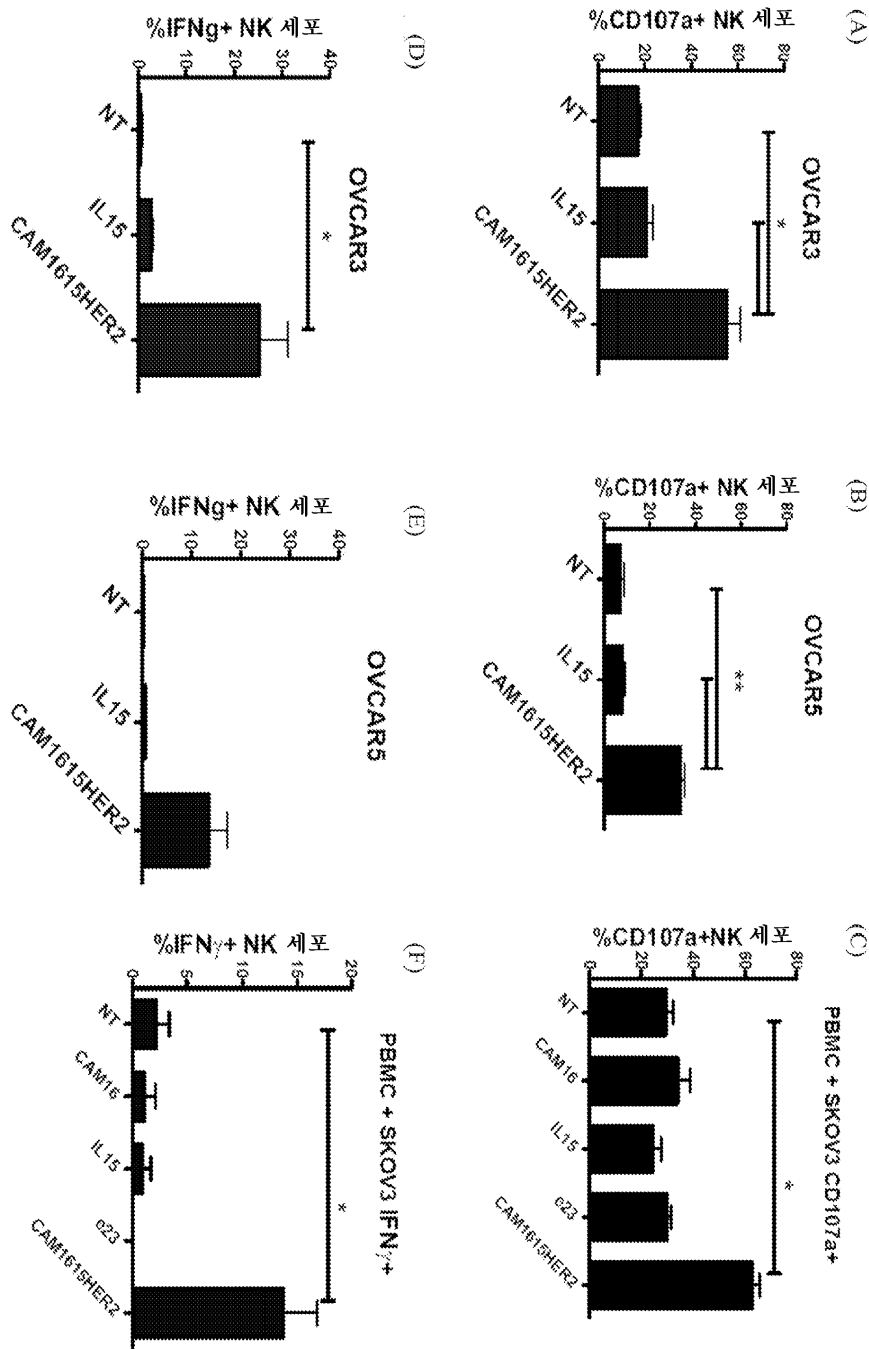 (A)
OVCAR3
%CD107a+ NK 세포
80
60
40
20
0
NT
IL15
CAM1615HER2
*
(B)
OVCAR5
%CD107a+ NK 세포
80
60
40
20
0
NT
IL15
CAM1615HER2
**
(C)
PBMC + SKOV3 CD107a+
%CD107a+NK 세포
80
60
40
20
0
NT
CAM16
IL15
e23
CAM1615HER2
*
(D)
OVCAR3
%IFNg+ NK 세포
40
30
20
10
0
NT
IL15
CAM1615HER2
*
(E)
OVCAR5
%IFNg+ NK 세포
40
30
20
10
0
NT
IL15
CAM1615HER2
(F)
PBMC + SKOV3 IFNγ+
%IFNγ+ NK 세포
20
15
10
5
0
NT
CAM16
IL15
e23
CAM1615HER2
*